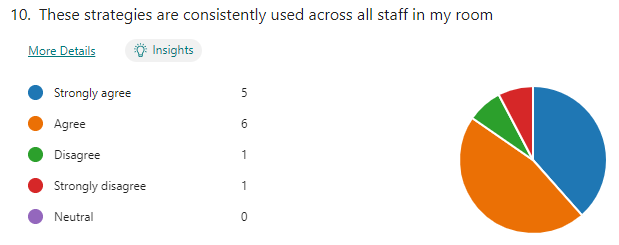 10. These strategies are consistently used across all staff in my room
More Details Insights
Strongly agree 5
Agree 6
Disagree 1
Strongly disagree 1
Neutral 0